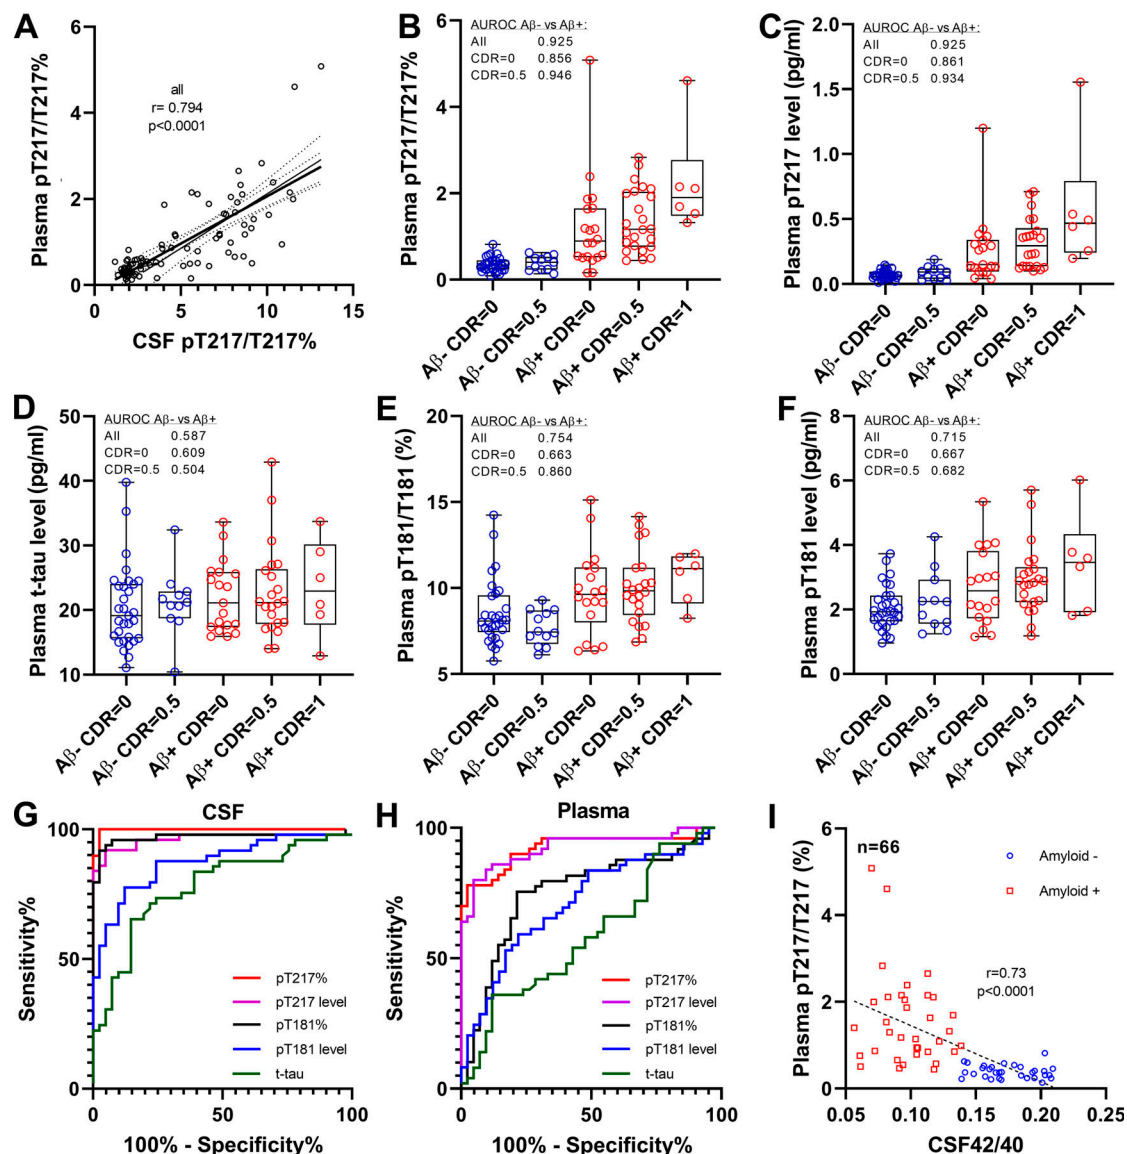 A
Plasma pT217/T217%
6
4
2
0
all
r= 0.794
p<0.0001
0
5
10
15
CSF pT217/T217%
B
Plasma pT217/T217%
6
4
2
0
AUROC Aβ- vs Aβ+:
All 0.925
CDR=0 0.856
CDR=0.5 0.946
Aβ- CDR=0
Aβ- CDR=0.5
Aβ+ CDR=0
Aβ+ CDR=0.5
Aβ+ CDR=1
C
Plasma pT217 level (pg/ml)
2.0
1.5
1.0
0.5
0.0
AUROC Aβ- vs Aβ+:
All 0.925
CDR=0 0.861
CDR=0.5 0.934
Aβ- CDR=0
Aβ- CDR=0.5
Aβ+ CDR=0
Aβ+ CDR=0.5
Aβ+ CDR=1
D
Plasma t-tau level (pg/ml)
50
40
30
20
10
AUROC Aβ- vs Aβ+
All 0.587
CDR=0 0.609
CDR=0.5 0.504
Aβ- CDR=0
Aβ- CDR=0.5
Aβ+ CDR=0
Aβ+ CDR=0.5
Aβ+ CDR=1
E
Plasma pT181/T181 (%)
20
15
10
5
AUROC Aβ- vs Aβ+:
All 0.754
CDR=0 0.663
CDR=0.5 0.860
Aβ- CDR=0
Aβ- CDR=0.5
Aβ+ CDR=0
Aβ+ CDR=0.5
Aβ+ CDR=1
F
Plasma pT181 level (pg/ml)
8
6
4
2
0
AUROC Aβ- vs Aβ+:
All 0.715
CDR=0 0.667
CDR=0.5 0.682
Aβ- CDR=0
Aβ- CDR=0.5
Aβ+ CDR=0
Aβ+ CDR=0.5
Aβ+ CDR=1
G
CSF
Sensitivity%
100
50
0
pT217%
pT217 level
pT181%
pT181 level
t-tau
0
50
100
100% - Specificity%
H
Plasma
Sensitivity%
100
50
0
pT217%
pT217 level
pT181%
pT181 level
t-tau
0
50
100
100% - Specificity%
I
Plasma pT217/T217 (%)
6
4
2
0
n=66
Amyloid -
Amyloid +
r=0.73
p<0.0001
0.05
0.10
0.15
0.20
0.25
CSF42/40